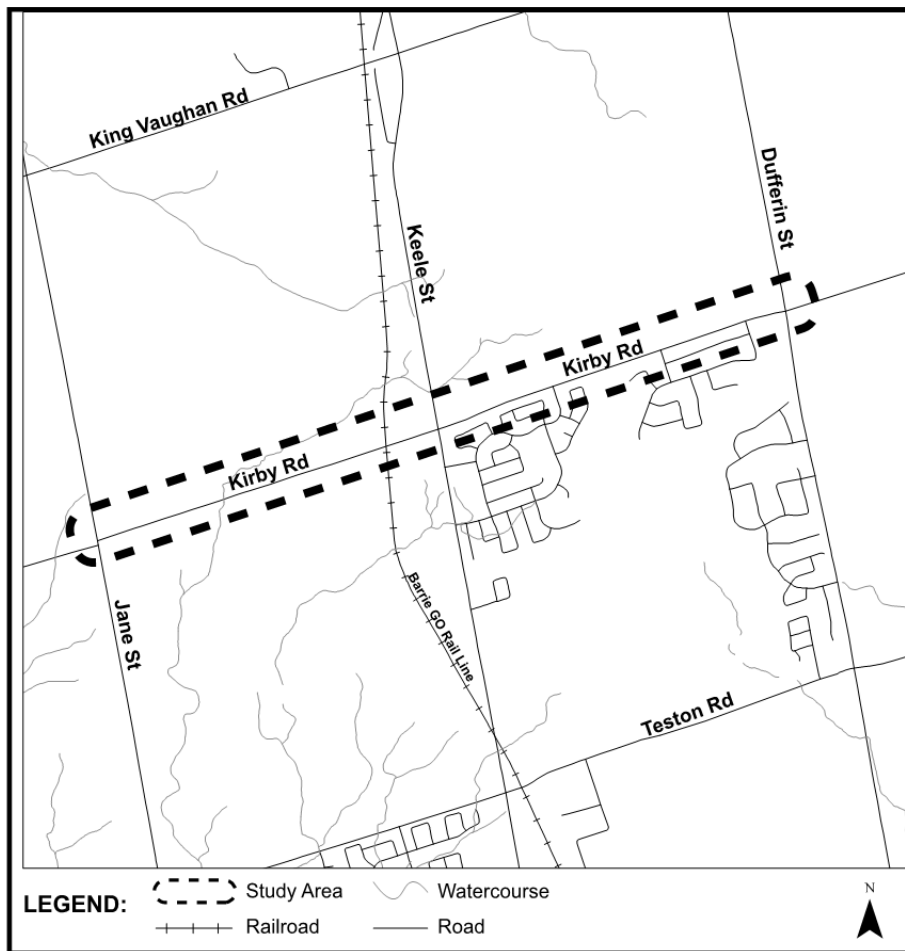 King Vaughan Rd
Dufferin St
Keele St
Kirby Rd
Kirby Rd
Jane St
Barrie GO Rail Line
Teston Rd
LEGEND:
Study Area
Watercourse
Railroad
Road
N